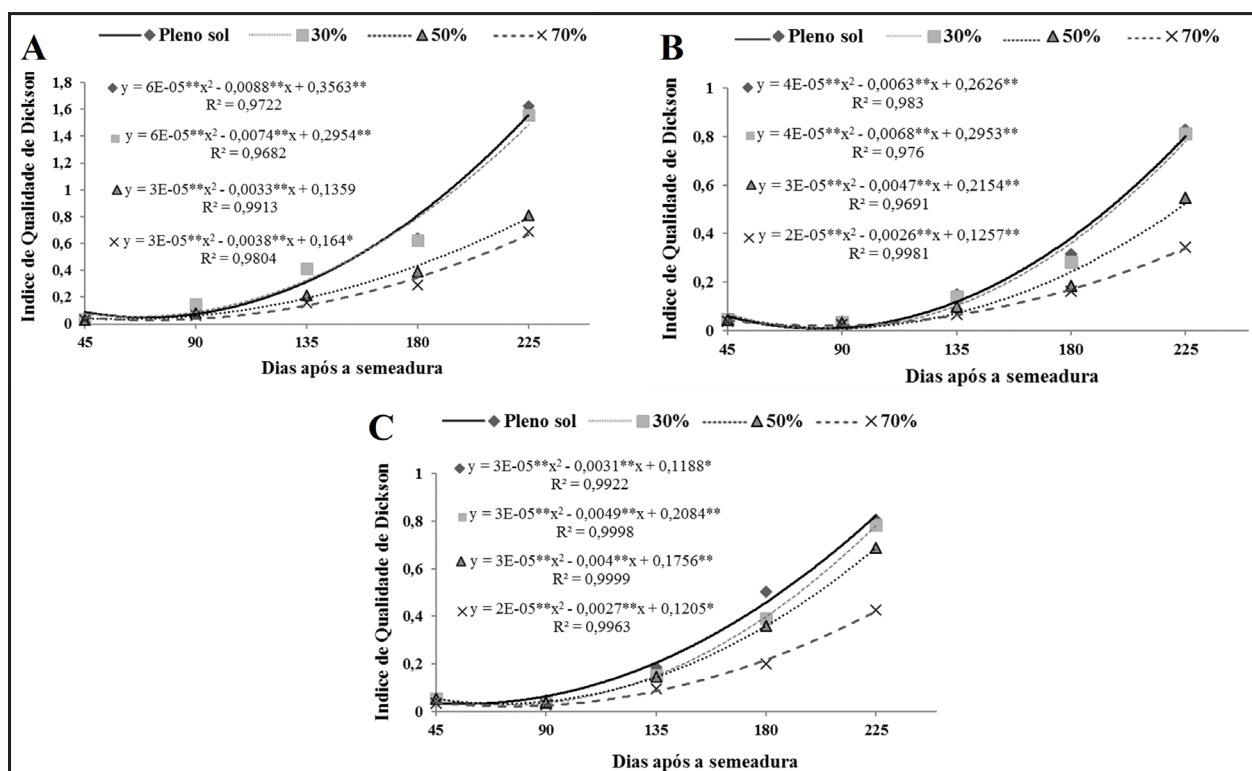 A
Pleno sol 30% 50% 70%
Indice de Qualidade de Dickson
1,8
1,6
1,4
1,2
1
0,8
0,6
0,4
0,2
0
y = 6E-05**x² - 0,0088**x + 0,3563**
R² = 0,9722
y = 6E-05**x² - 0,0074**x + 0,2954**
R² = 0,9682
y = 3E-05**x² - 0,0033**x + 0,1359
R² = 0,9913
y = 3E-05**x² - 0,0038**x + 0,164*
R² = 0,9804
45 90 135 180 225
Dias após a semeadura
B
Pleno sol 30% 50% 70%
Indice de Qualidade de Dickson
1
0,8
0,6
0,4
0,2
0
y = 4E-05**x² - 0,0063**x + 0,2626**
R² = 0,983
y = 4E-05**x² - 0,0068**x + 0,2953**
R² = 0,976
y = 3E-05**x² - 0,0047**x + 0,2154**
R² = 0,9691
y = 2E-05**x² - 0,0026**x + 0,1257**
R² = 0,9981
45 90 135 180 225
Dias após a semeadura
C
Pleno sol 30% 50% 70%
Indice de Qualidade de Dickson
1
0,8
0,6
0,4
0,2
0
y = 3E-05**x² - 0,0031**x + 0,1188*
R² = 0,9922
y = 3E-05**x² - 0,0049**x + 0,2084**
R² = 0,9998
y = 3E-05**x² - 0,004**x + 0,1756**
R² = 0,9999
y = 2E-05**x² - 0,0027**x + 0,1205*
R² = 0,9963
45 90 135 180 225
Dias após a semeadura